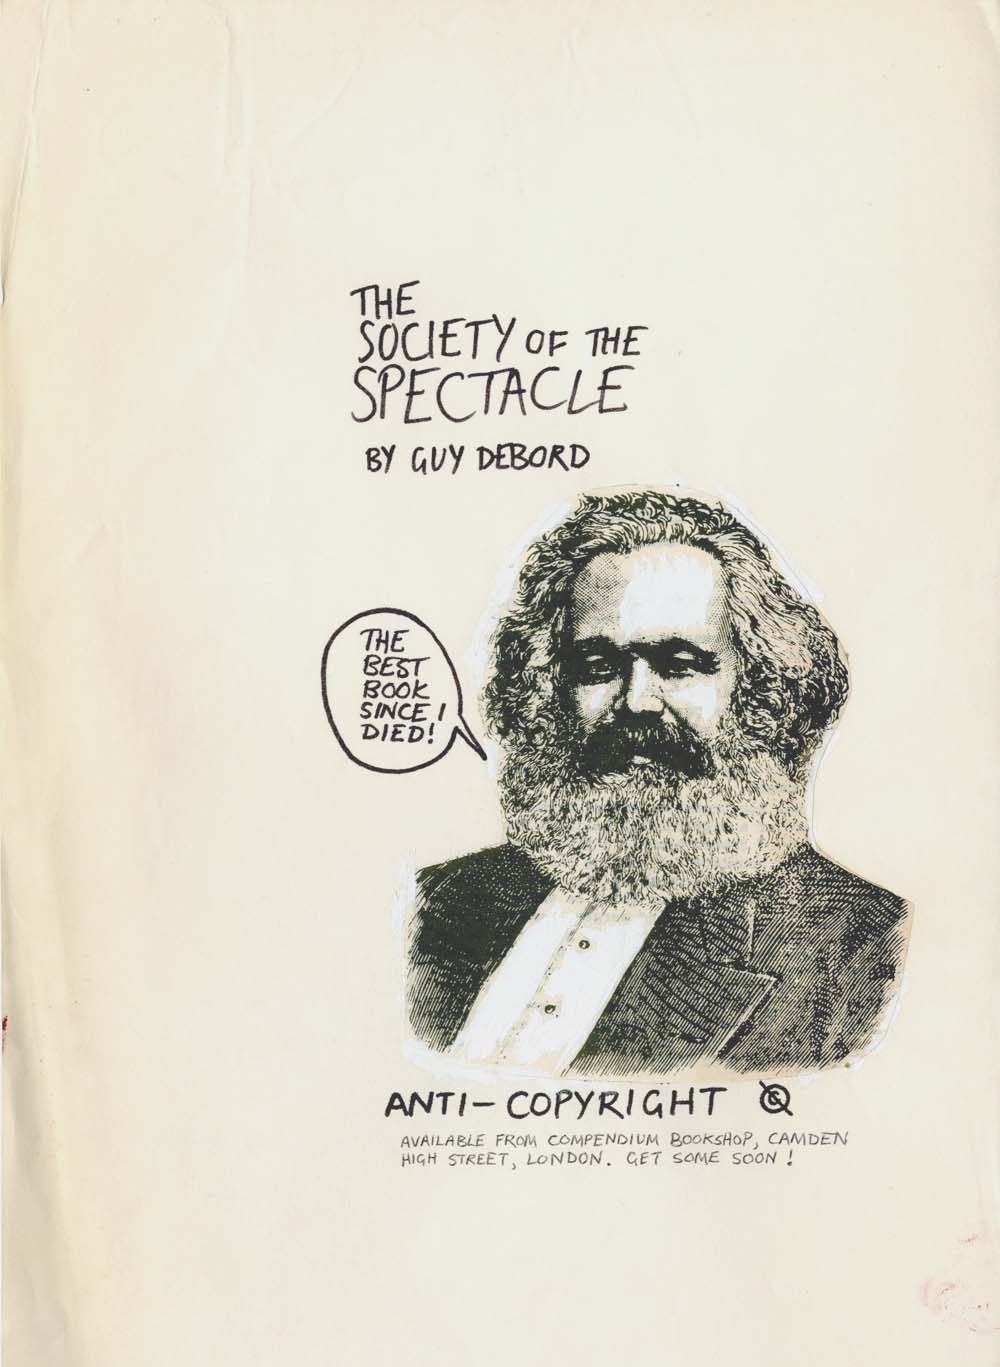 THE
SOCIETY OF THE
SPECTACLE
BY GUY DEBORD
THE
BEST
BOOK
SINCE I
DIED!
ANTI-COPYRIGHT
AVAILABLE FROM COMPENDIUM BOOKSHOP, CAMDEN
HIGH STREET, LONDON. GET SOME SOON !